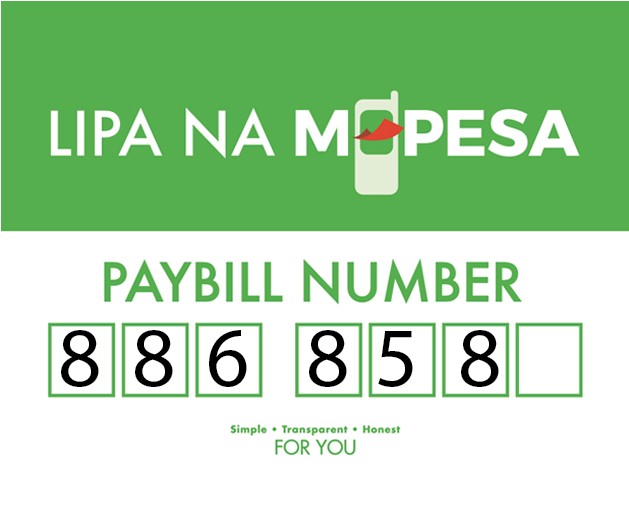 LIPA NA M-PESA
PAYBILL NUMBER
886 858
Simple • Transparent • Honest
FOR YOU